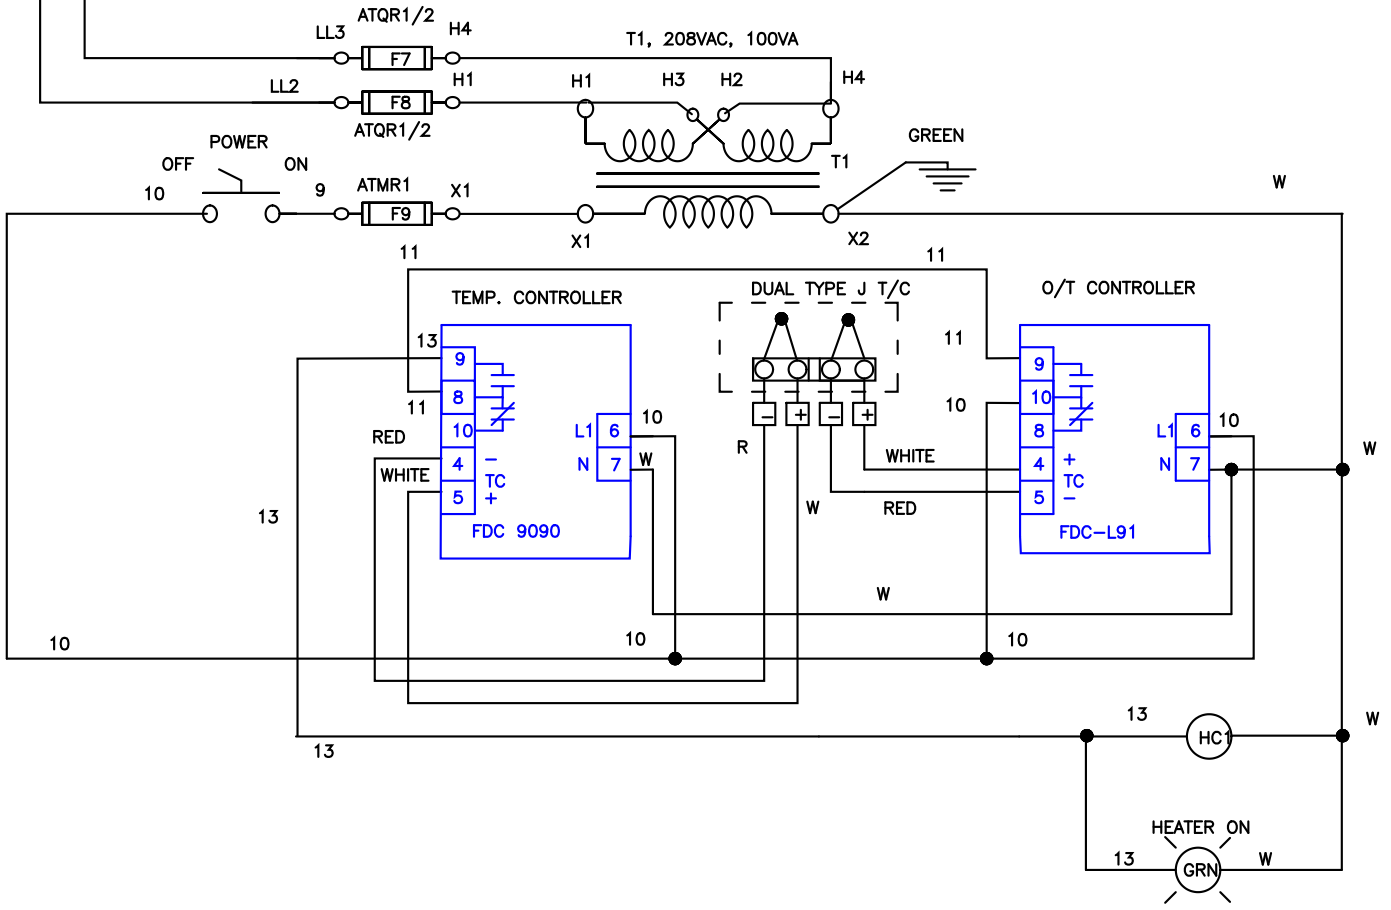 ATQR1/2
LL3
H4
F7
T1, 208VAC, 100VA
LL2
H1
F8
ATQR1/2
H1
H3
H2
H4
POWER
OFF
ON
GREEN
T1
10
9
ATMR1
X1
W
F9
X1
X2
11
11
TEMP. CONTROLLER
DUAL TYPE J T/C
O/T CONTROLLER
13
9
11
9
8
11
10
10
10
RED
L1
6
10
8
L1
6
10
- + - +
R
4
-
N
7
W
WHITE
4
+
N
7
W
WHITE
TC
TC
5
+
5
-
W
RED
13
FDC 9090
FDC-L91
W
10
10
10
13
13
HC1
W
HEATER ON
13
GRN
W